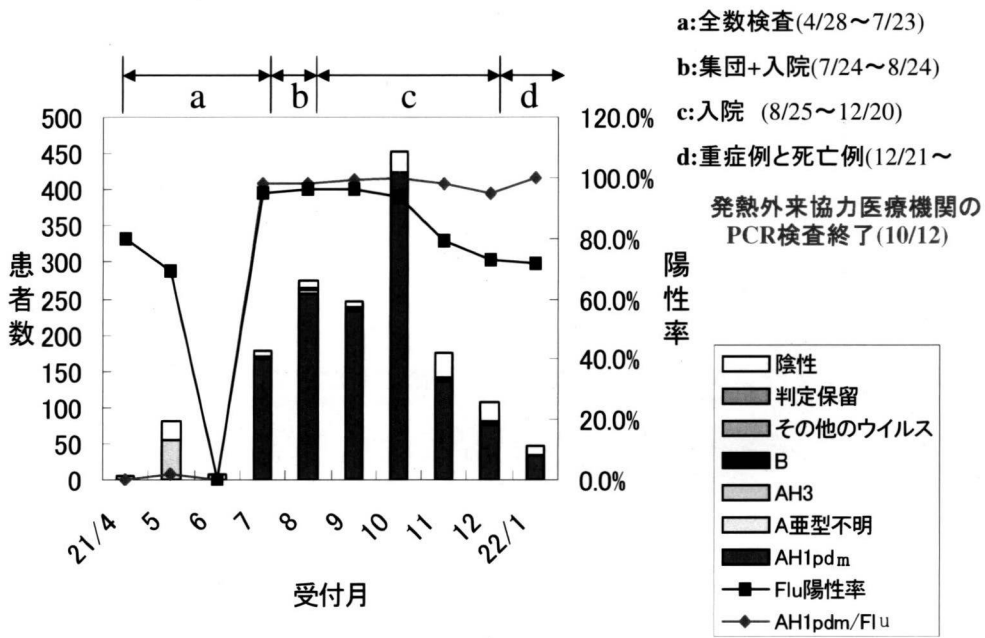 a:全数検査(4/28～7/23)
b:集団+入院(7/24～8/24)
c:入院 (8/25～12/20)
d:重症例と死亡例(12/21～
発熱外来協力医療機関の
PCR検査終了(10/12)
a b c d
500
450
400
350
300
250
200
150
100
50
0
患者数
120.0%
100.0%
80.0%
60.0%
40.0%
20.0%
0.0%
陽性率
21/4 5 6 7 8 9 10 11 12 22/1
受付月
陰性
判定保留
その他のウイルス
B
AH3
A亜型不明
AH1pdm
Flu陽性率
AH1pdm/Flu